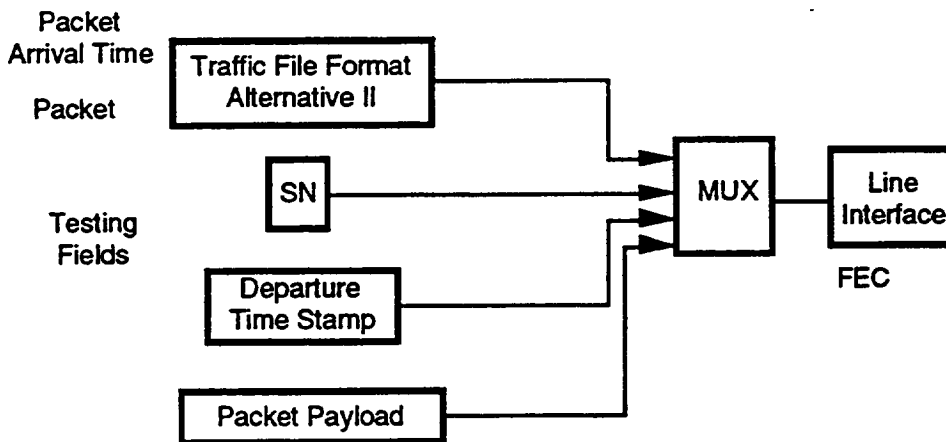 Packet
Arrival Time
Packet
Traffic File Format
Alternative II
SN
Testing
Fields
Departure
Time Stamp
Packet Payload
MUX
Line
Interface
FEC